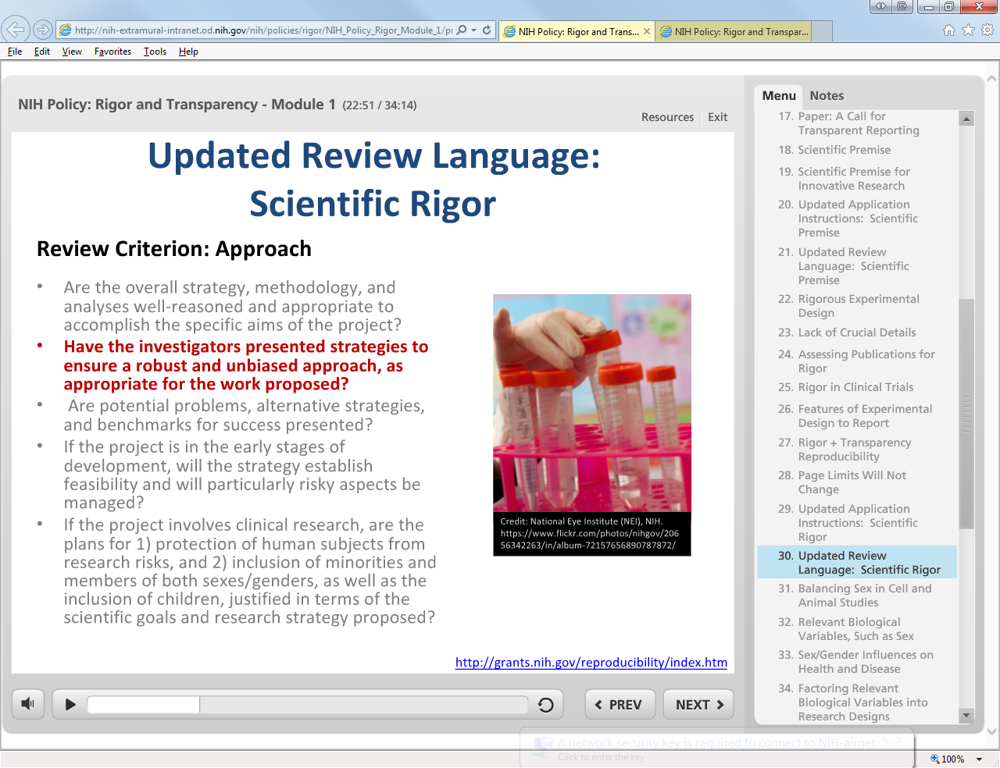 http://nih-extramural-intranet.od.nih.gov/nih/policies/rigor/NIH_Policy_Rigor_Module_1/
NIH Policy: Rigor and Trans...
NIH Policy: Rigor and Transpar...
File Edit View Favorites Tools Help
NIH Policy: Rigor and Transparency - Module 1 (22:51 / 34:14)
Resources Exit
Updated Review Language:
Scientific Rigor
Review Criterion: Approach
• Are the overall strategy, methodology, and
analyses well-reasoned and appropriate to
accomplish the specific aims of the project?
• Have the investigators presented strategies to
ensure a robust and unbiased approach, as
appropriate for the work proposed?
• Are potential problems, alternative strategies,
and benchmarks for success presented?
• If the project is in the early stages of
development, will the strategy establish
feasibility and will particularly risky aspects be
managed?
• If the project involves clinical research, are the
plans for 1) protection of human subjects from
research risks, and 2) inclusion of minorities and
members of both sexes/genders, as well as the
inclusion of children, justified in terms of the
scientific goals and research strategy proposed?
Credit: National Eye Institute (NEI), NIH.
https://www.flickr.com/photos/nihgov/206
56342263/in/album-72157656890787872/
http://grants.nih.gov/reproducibility/index.htm
Menu Notes
17. Paper: A Call for
Transparent Reporting
18. Scientific Premise
19. Scientific Premise for
Innovative Research
20. Updated Application
Instructions: Scientific
Premise
21. Updated Review
Language: Scientific
Premise
22. Rigorous Experimental
Design
23. Lack of Crucial Details
24. Assessing Publications for
Rigor
25. Rigor in Clinical Trials
26. Features of Experimental
Design to Report
27. Rigor + Transparency
Reproducibility
28. Page Limits Will Not
Change
29. Updated Application
Instructions: Scientific
Rigor
30. Updated Review
Language: Scientific Rigor
31. Balancing Sex in Cell and
Animal Studies
32. Relevant Biological
Variables, Such as Sex
33. Sex/Gender Influences on
Health and Disease
34. Factoring Relevant
Biological Variables into
Research Designs
PREV NEXT
A network security key is required to connect to NIH-airnet.
Click to enter the key
100%